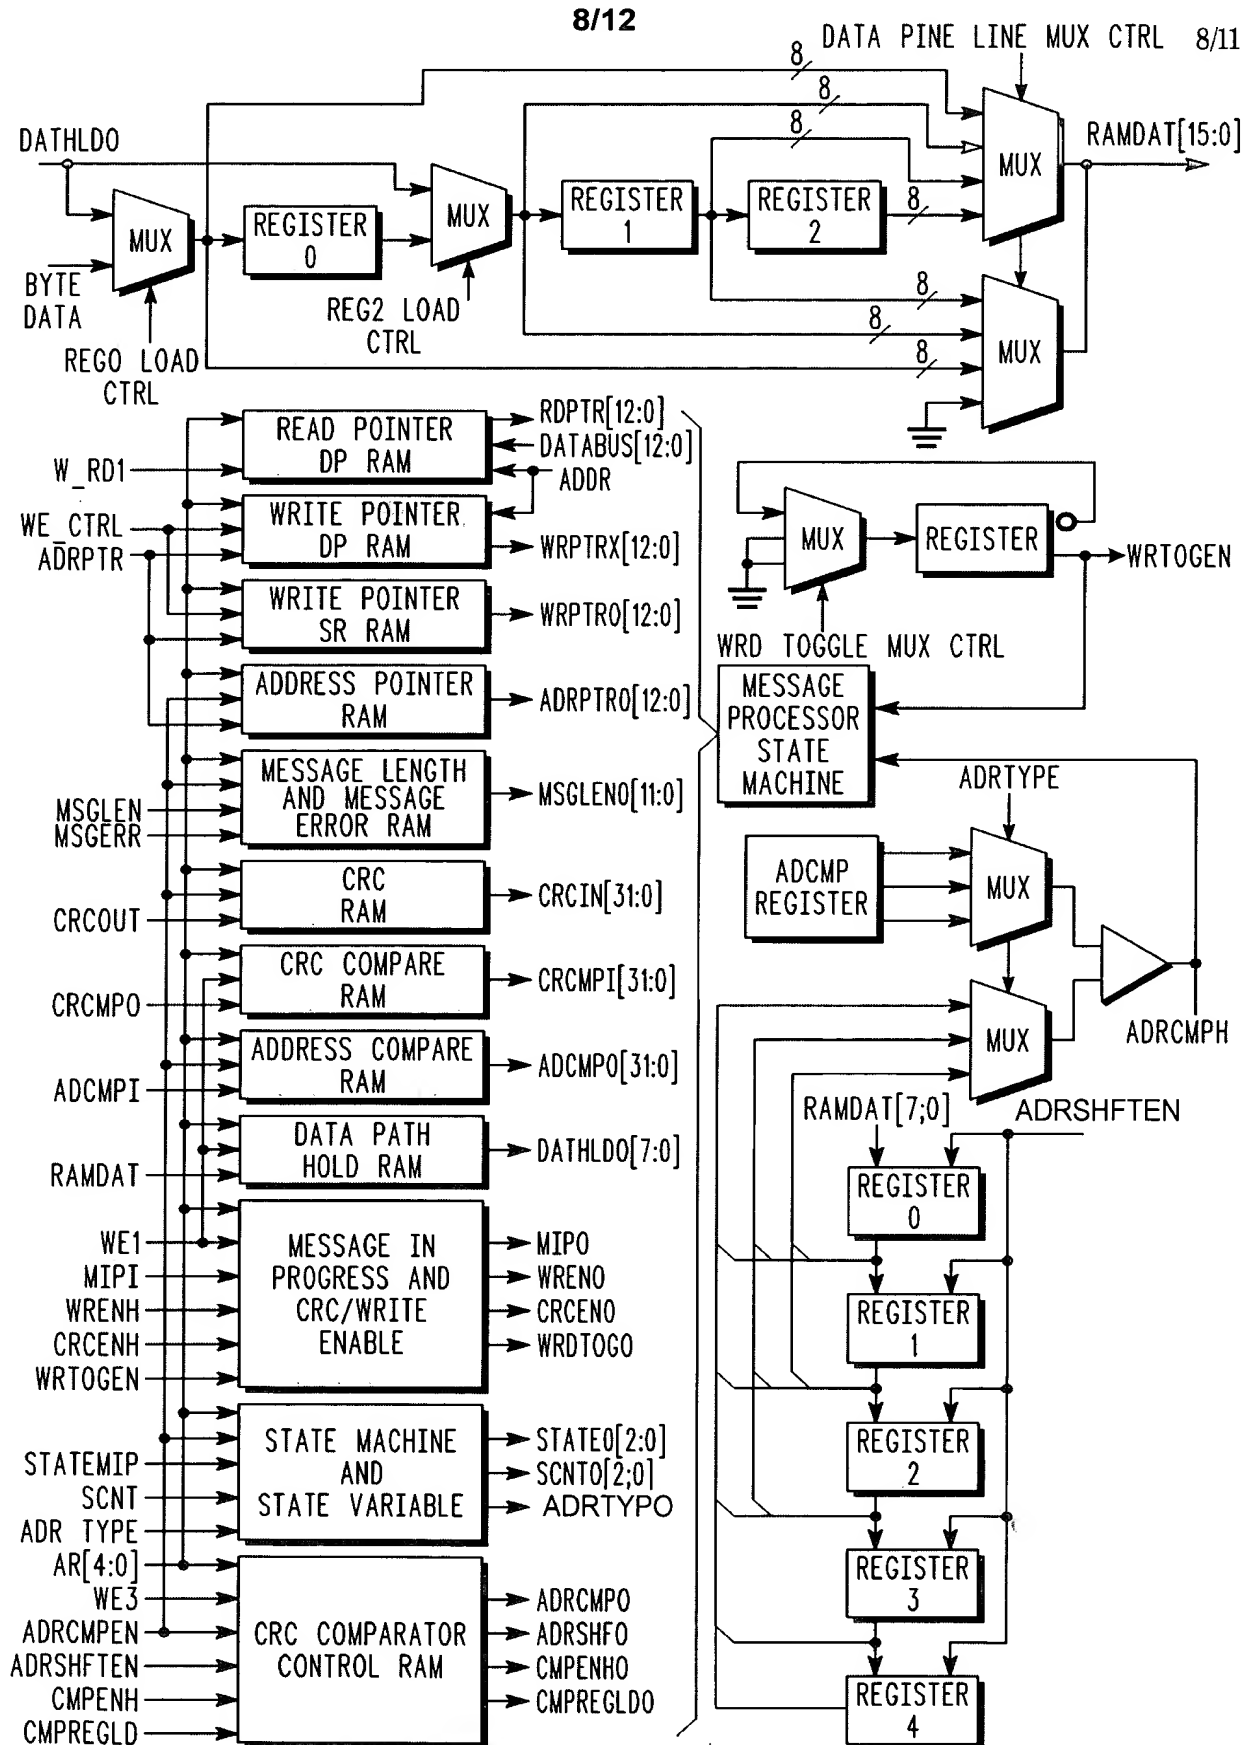 8/12
DATA PINE LINE MUX CTRL 8/11
8
8
8
DATHLDO
RAMDAT[15:0]
MUX
MUX
REGISTER
0
MUX
REGISTER
1
REGISTER
2
8
BYTE
DATA
REG0 LOAD
CTRL
REG2 LOAD
CTRL
8
8
8
MUX
READ POINTER
DP RAM
RDPTR[12:0]
DATABUS[12:0]
ADDR
W_RD1
WE_CTRL
ADRPTR
WRITE POINTER
DP RAM
WRPTRX[12:0]
WRITE POINTER
SR RAM
WRPTRO[12:0]
ADDRESS POINTER
RAM
ADRPTRO[12:0]
MESSAGE LENGTH
AND MESSAGE
ERROR RAM
MSGLEN
MSGERR
MSGLENO[11:0]
CRC
RAM
CRCOUT
CRCIN[31:0]
CRC COMPARE
RAM
CRCMPO
CRCMPI[31:0]
ADDRESS COMPARE
RAM
ADCMPI
ADCMPO[31:0]
DATA PATH
HOLD RAM
RAMDAT
DATHLDO[7:0]
WE1
MIPI
WRENH
CRCENH
WRTOGEN
MESSAGE IN
PROGRESS AND
CRC/WRITE
ENABLE
MIPO
WRENO
CRCENO
WRDTOGO
STATEMIP
SCNT
ADR TYPE
STATE MACHINE
AND
STATE VARIABLE
STATEO[2:0]
SCNTO[2;0]
ADRTYPO
AR[4:0]
WE3
ADRCMPEN
ADRSHFTEN
CMPENH
CMPREGLD
CRC COMPARATOR
CONTROL RAM
ADRCMPO
ADRSHFO
CMPENHO
CMPREGLDO
MUX
REGISTER
WRTOGEN
WRD TOGGLE MUX CTRL
MESSAGE
PROCESSOR
STATE
MACHINE
ADRTYPE
ADCMP
REGISTER
MUX
MUX
ADRCMPH
RAMDAT[7;0]
ADRSHFTEN
REGISTER
0
REGISTER
1
REGISTER
2
REGISTER
3
REGISTER
4